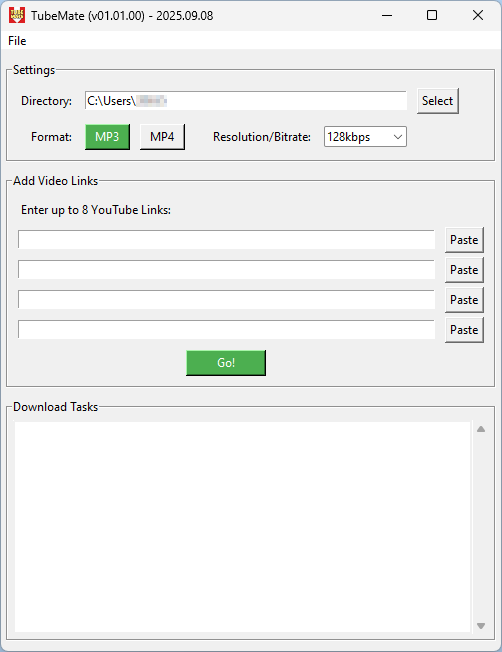 TubeMate (v01.01.00) - 2025.09.08
File
Settings
Directory: C:\Users\ Select
Format: MP3 MP4 Resolution/Bitrate: 128kbps
Add Video Links
Enter up to 8 YouTube Links:
Paste
Paste
Paste
Paste
Go!
Download Tasks